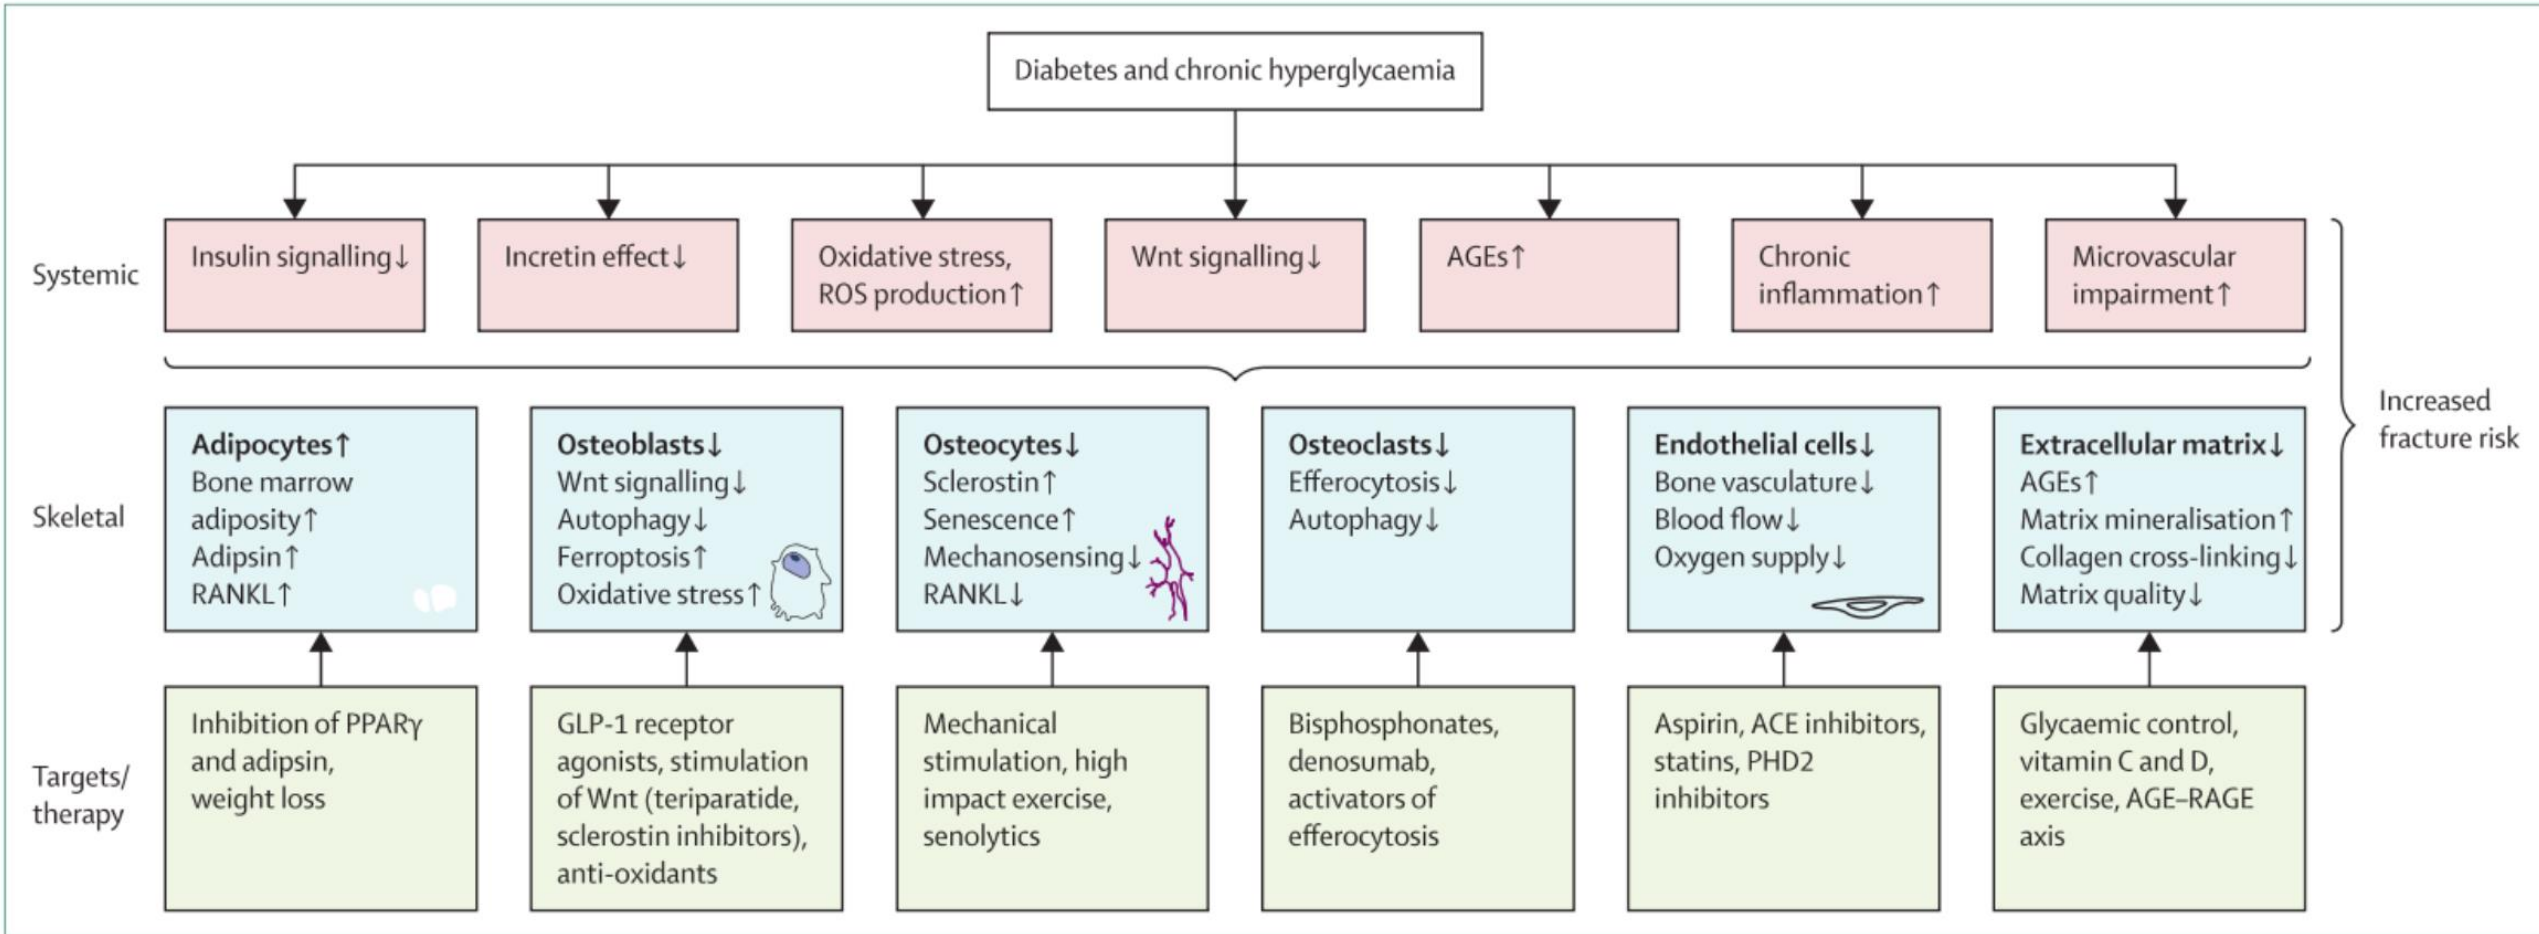 Diabetes and chronic hyperglycaemia
Systemic
Insulin signalling↓
Incretin effect↓
Oxidative stress,
ROS production↑
Wnt signalling↓
AGEs↑
Chronic
inflammation↑
Microvascular
impairment↑
Increased
fracture risk
Skeletal
Adipocytes↑
Bone marrow
adiposity↑
Adipsin↑
RANKL↑
Osteoblasts↓
Wnt signalling↓
Autophagy↓
Ferroptosis↑
Oxidative stress↑
Osteocytes↓
Sclerostin↑
Senescence↑
Mechanosensing↓
RANKL↓
Osteoclasts↓
Efferocytosis↓
Autophagy↓
Endothelial cells↓
Bone vasculature↓
Blood flow↓
Oxygen supply↓
Extracellular matrix↓
AGEs↑
Matrix mineralisation↑
Collagen cross-linking↓
Matrix quality↓
Targets/
therapy
Inhibition of PPARγ
and adipsin,
weight loss
GLP-1 receptor
agonists, stimulation
of Wnt (teriparatide,
sclerostin inhibitors),
anti-oxidants
Mechanical
stimulation, high
impact exercise,
senolytics
Bisphosphonates,
denosumab,
activators of
efferocytosis
Aspirin, ACE inhibitors,
statins, PHD2
inhibitors
Glycaemic control,
vitamin C and D,
exercise, AGE–RAGE
axis